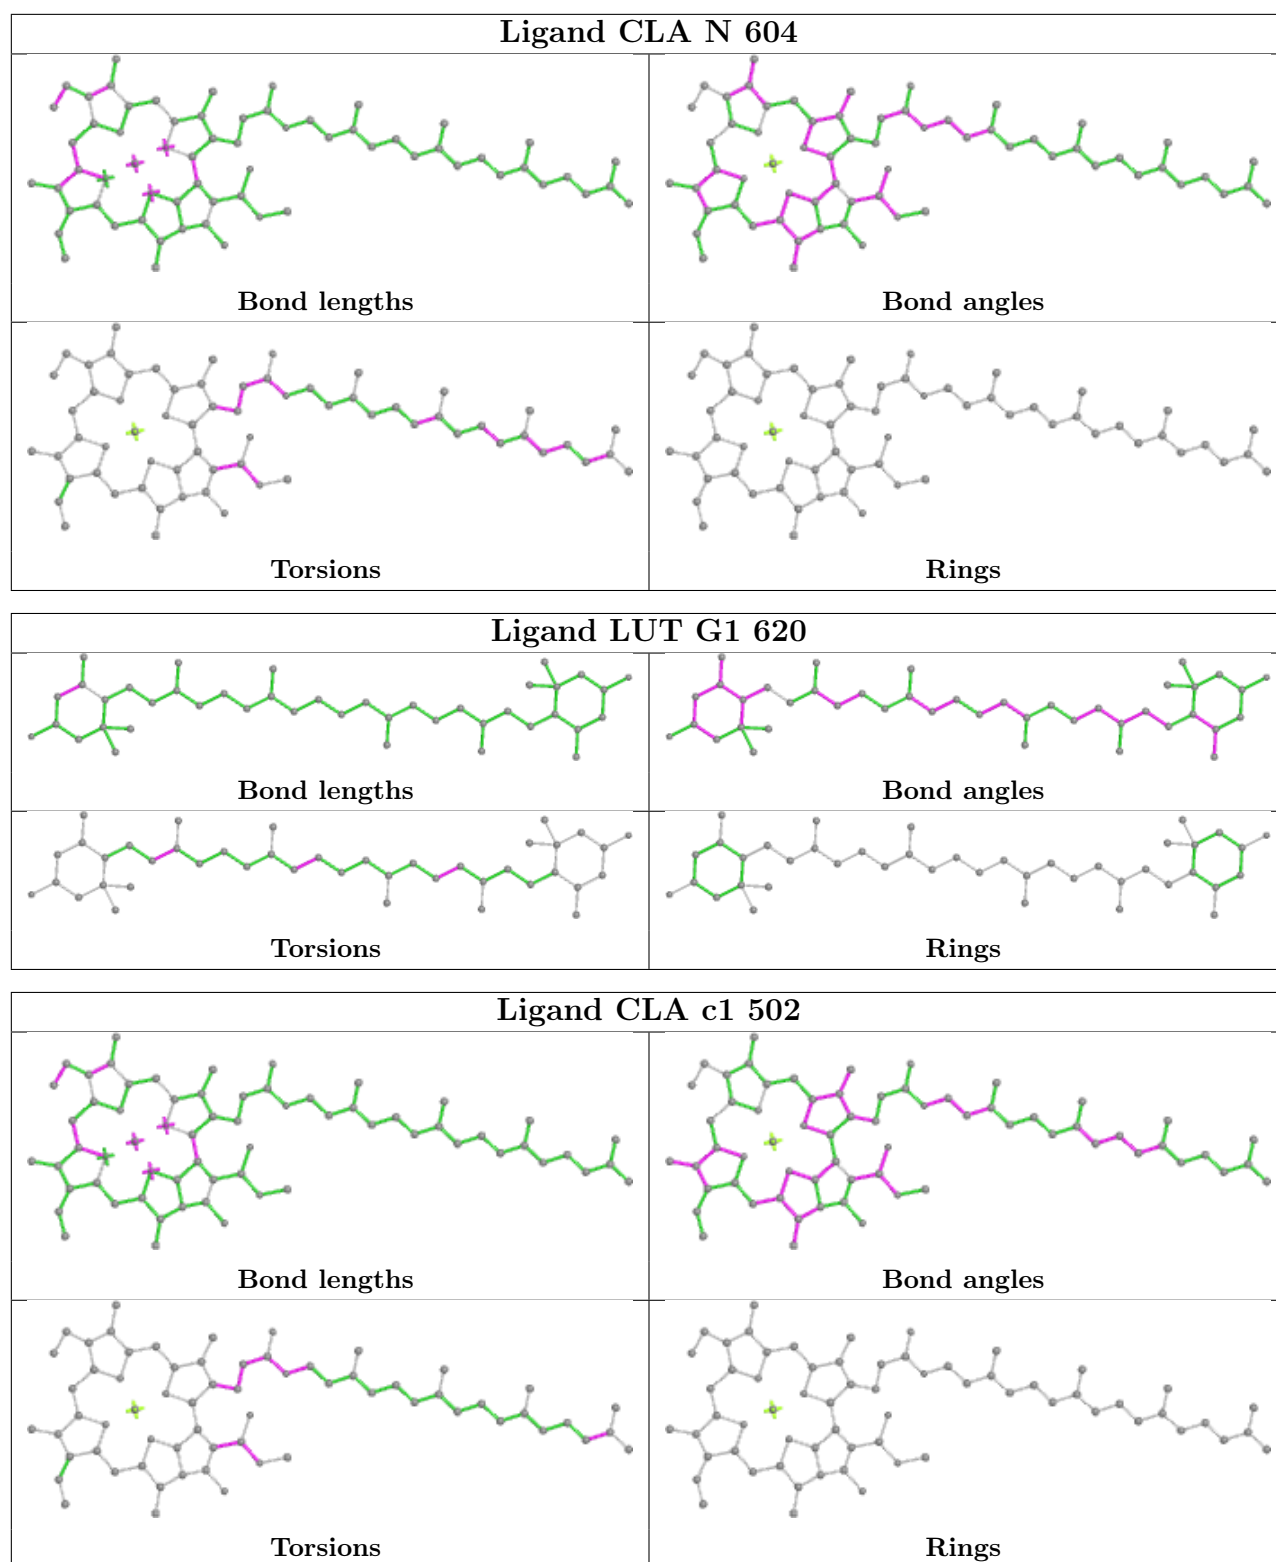 Ligand CLA N 604
Bond lengths
Bond angles
Torsions
Rings
Ligand LUT G1 620
Bond lengths
Bond angles
Torsions
Rings
Ligand CLA c1 502
Bond lengths
Bond angles
Torsions
Rings